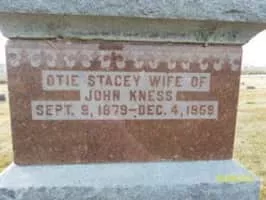 OTIE STACEY WIFE OF
JOHN KNESS
SEPT. 9, 1879–DEC. 4, 1959